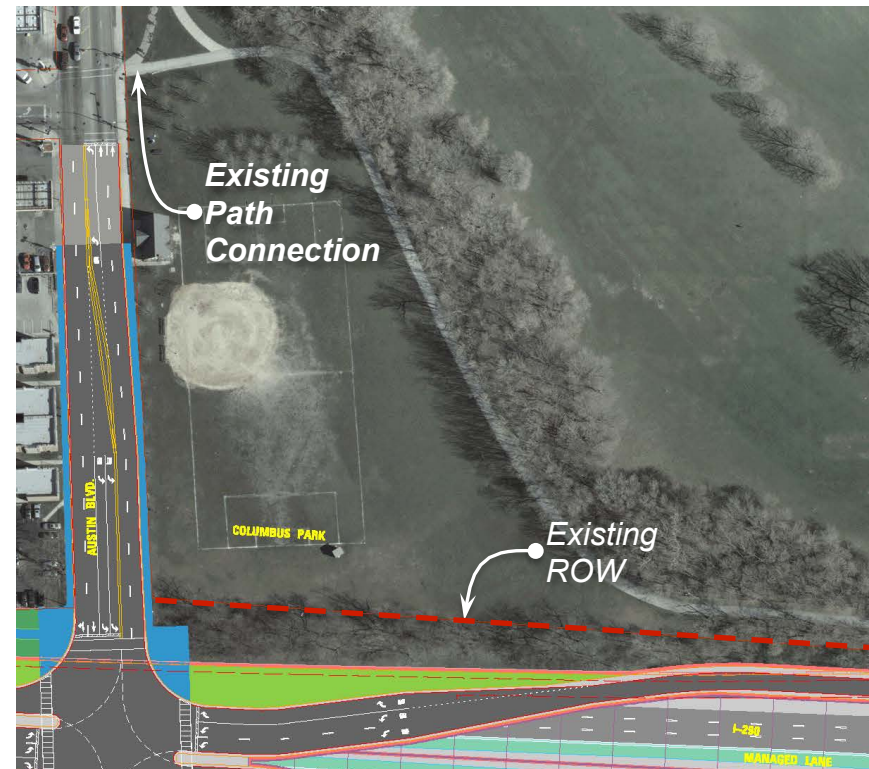 Existing
Path
Connection
AUSTIN BLVD.
COLUMBUS PARK
Existing
ROW
I-290
MANAGED LANE